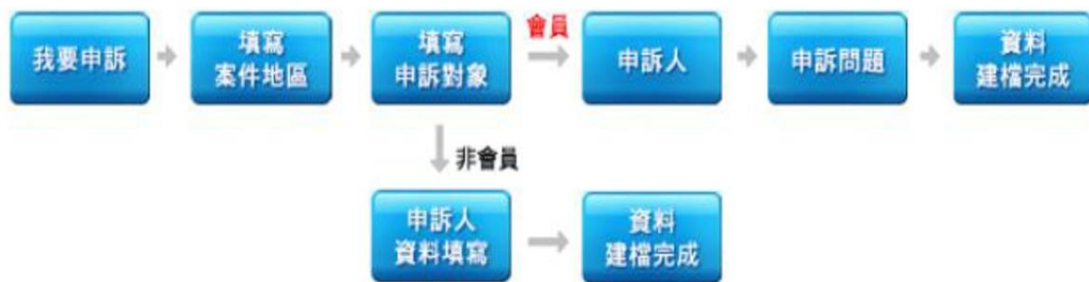 會員
我要申訴
填寫
案件地區
填寫
申訴對象
申訴人
申訴問題
資料
建檔完成
非會員
申訴人
資料填寫
資料
建檔完成